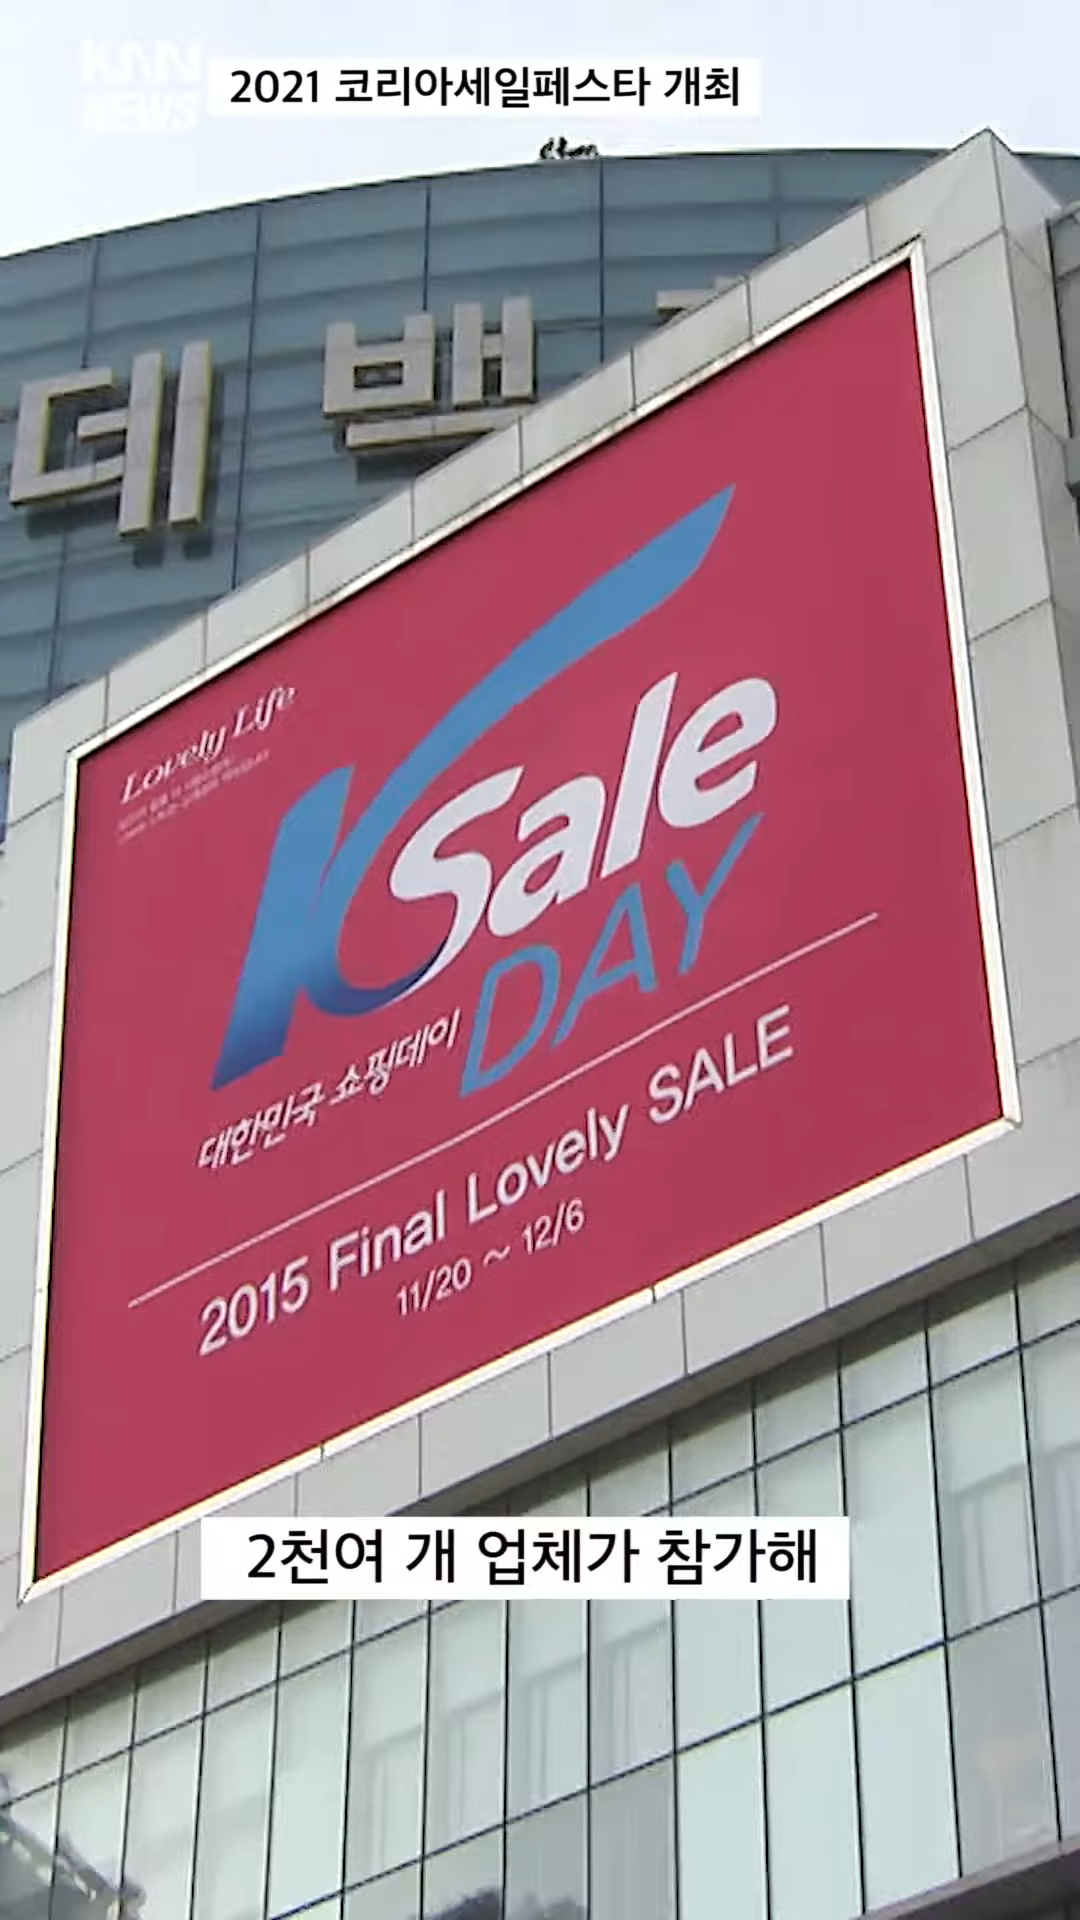 KNN
NEWS
2021 코리아세일페스타 개최
데백
Lovely Life
K Sale
DAY
대한민국 쇼핑데이
2015 Final Lovely SALE
11/20 ~ 12/6
2천여 개 업체가 참가해